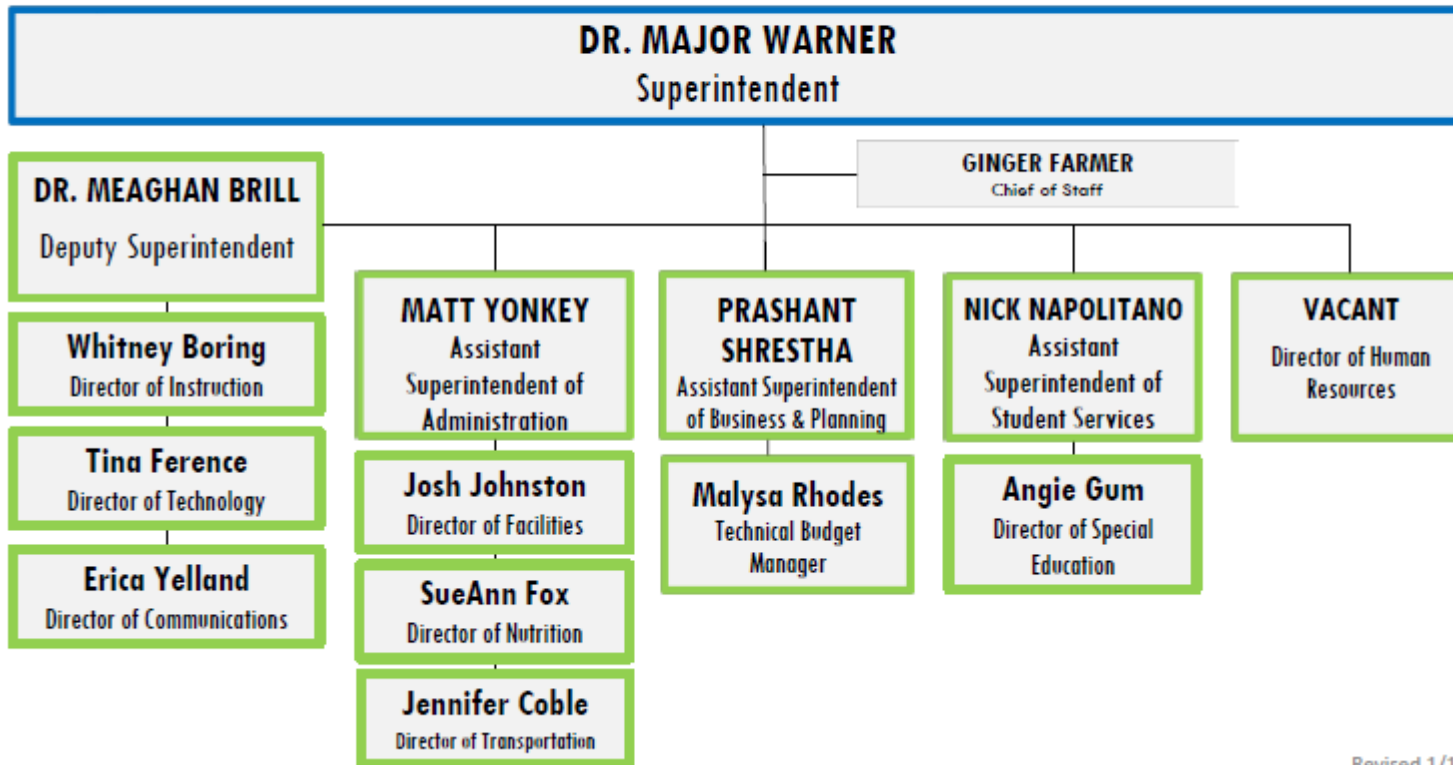 DR. MAJOR WARNER
Superintendent
GINGER FARMER
Chief of Staff
DR. MEAGHAN BRILL
Deputy Superintendent
Whitney Boring
Director of Instruction
Tina Ference
Director of Technology
Erica Yelland
Director of Communications
MATT YONKEY
Assistant
Superintendent of
Administration
Josh Johnston
Director of Facilities
SueAnn Fox
Director of Nutrition
Jennifer Coble
Director of Transportation
PRASHANT
SHRESTHA
Assistant Superintendent
of Business & Planning
Malysa Rhodes
Technical Budget
Manager
NICK NAPOLITANO
Assistant
Superintendent of
Student Services
Angie Gum
Director of Special
Education
VACANT
Director of Human
Resources
Revised